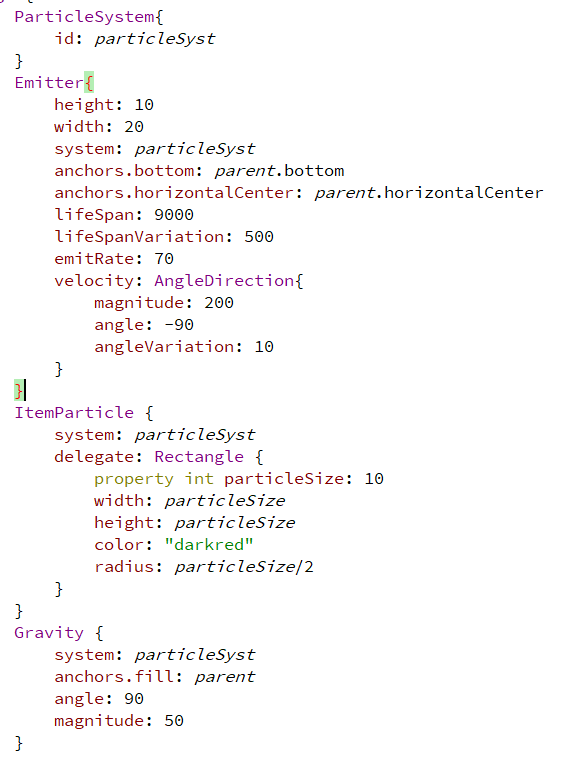 ParticleSystem{
    id: particleSyst
}
Emitter{
    height: 10
    width: 20
    system: particleSyst
    anchors.bottom: parent.bottom
    anchors.horizontalCenter: parent.horizontalCenter
    lifeSpan: 9000
    lifeSpanVariation: 500
    emitRate: 70
    velocity: AngleDirection{
        magnitude: 200
        angle: -90
        angleVariation: 10
    }
}
ItemParticle {
    system: particleSyst
    delegate: Rectangle {
        property int particleSize: 10
        width: particleSize
        height: particleSize
        color: "darkred"
        radius: particleSize/2
    }
}
Gravity {
    system: particleSyst
    anchors.fill: parent
    angle: 90
    magnitude: 50
}